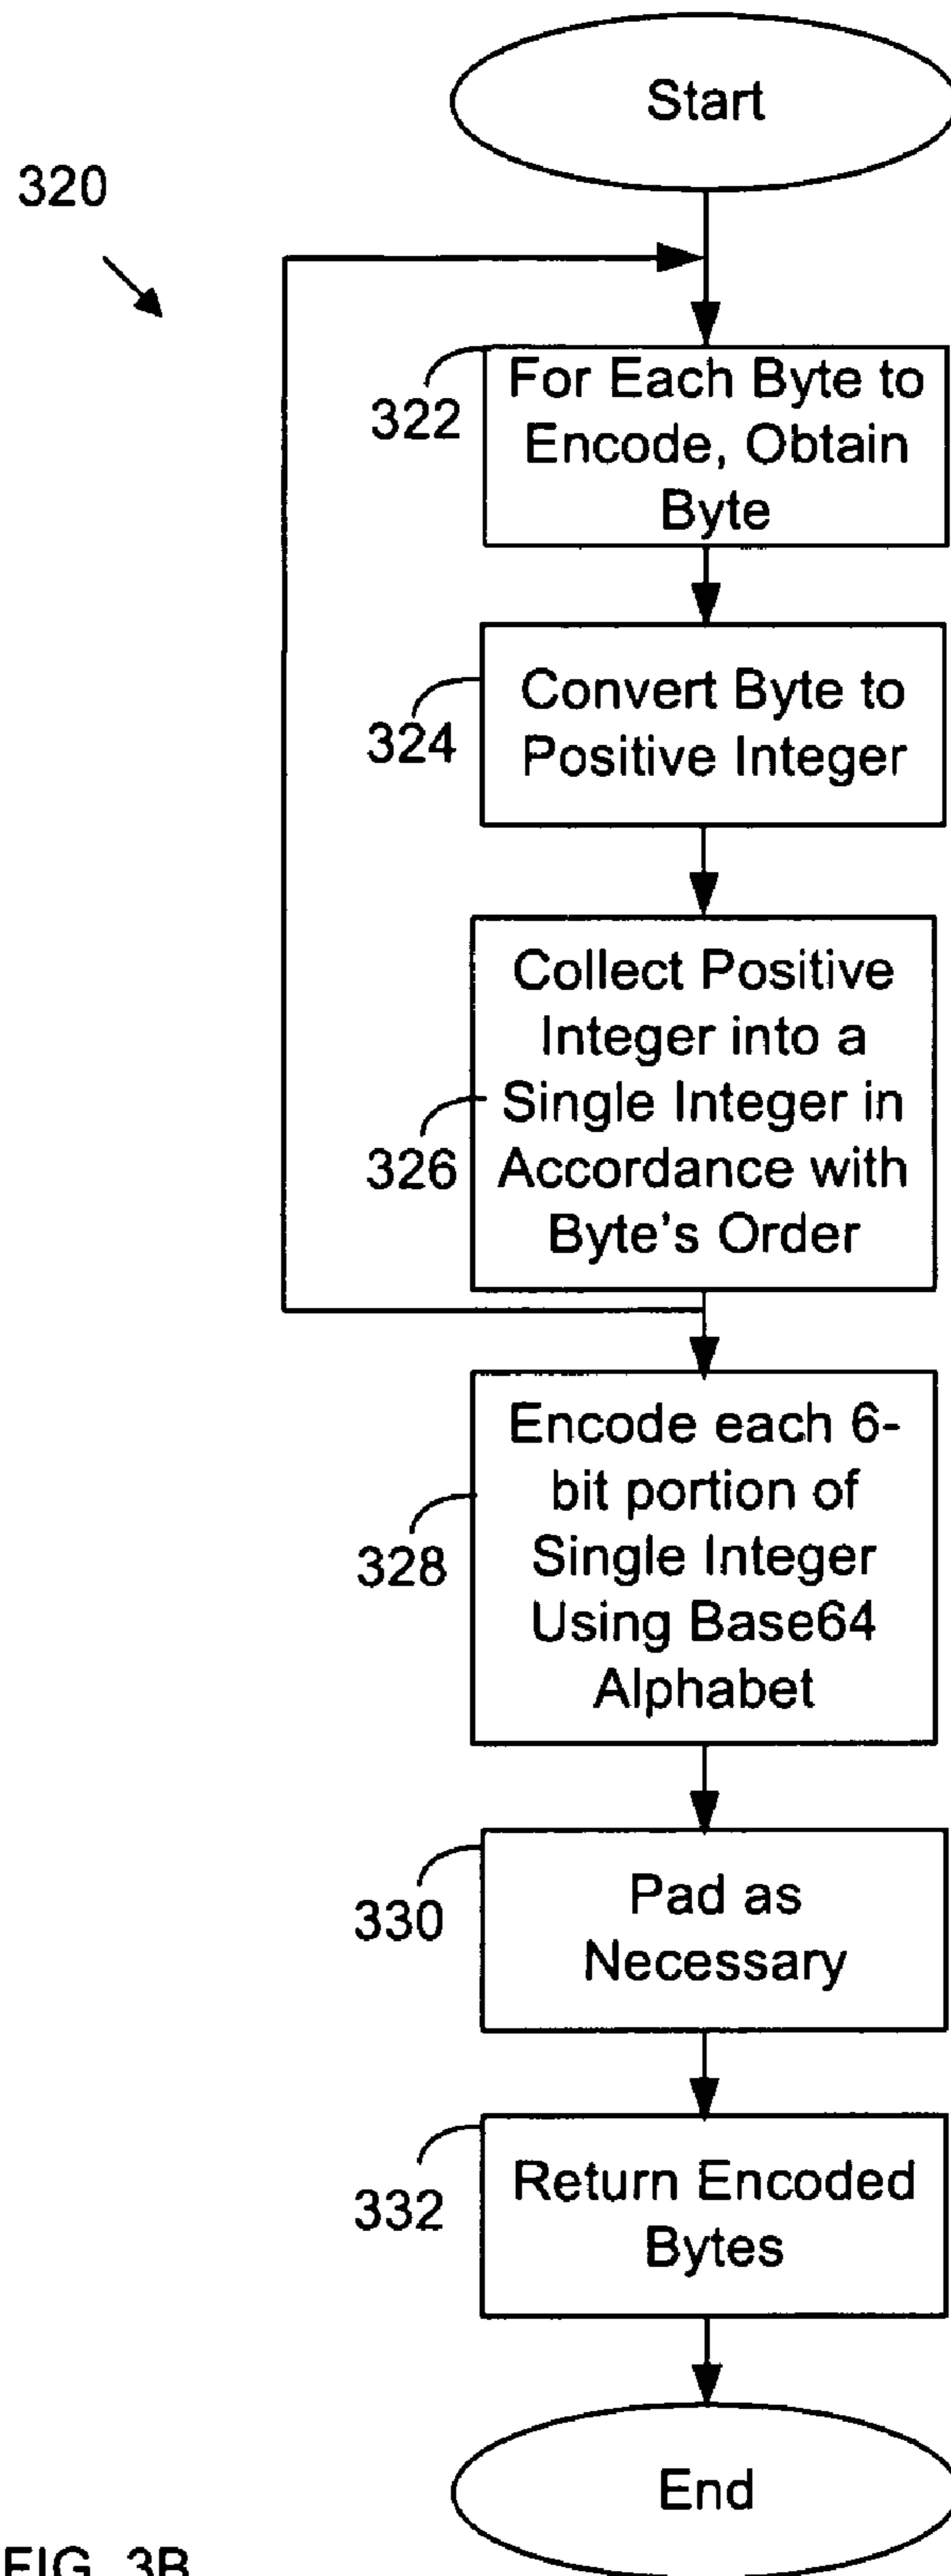 Start
320
For Each Byte to
Encode, Obtain
Byte
322
Convert Byte to
Positive Integer
324
Collect Positive
Integer into a
Single Integer in
Accordance with
Byte's Order
326
Encode each 6-
bit portion of
Single Integer
Using Base64
Alphabet
328
Pad as
Necessary
330
Return Encoded
Bytes
332
End
FIG. 3B